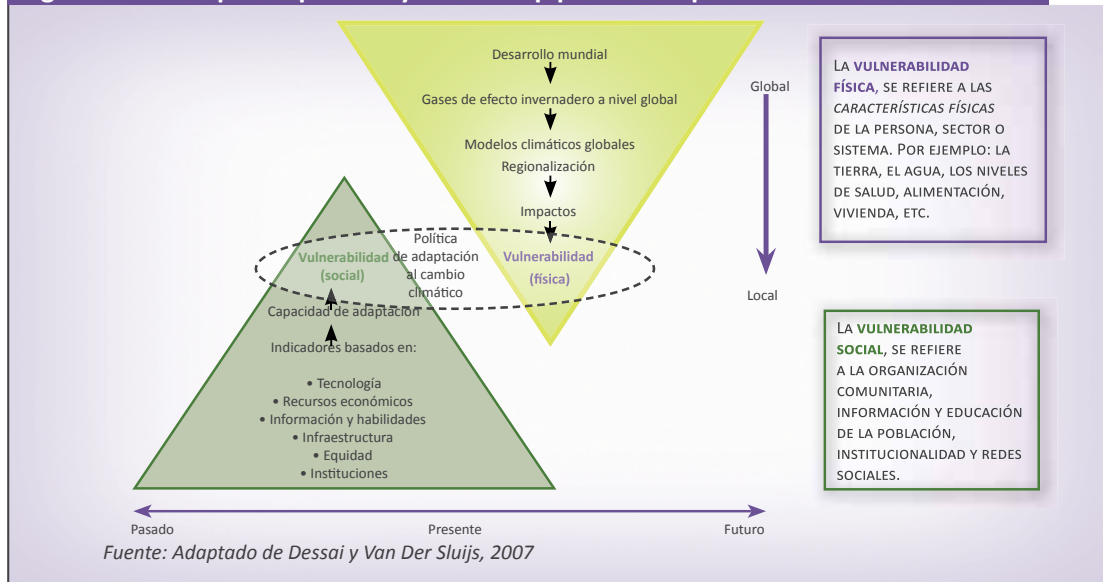 Desarrollo mundial
Gases de efecto invernadero a nivel global
Modelos climáticos globales
Regionalización
Impactos
Vulnerabilidad
(física)
Política
de adaptación
al cambio
climático
Vulnerabilidad
(social)
Capacidad de adaptación
Indicadores basados en:
• Tecnología
• Recursos económicos
• Información y habilidades
• Infraestructura
• Equidad
• Instituciones
Global
Local
Pasado
Presente
Futuro
Fuente: Adaptado de Dessai y Van Der Sluijs, 2007
LA VULNERABILIDAD
FÍSICA, SE REFIERE A LAS
CARACTERÍSTICAS FÍSICAS
DE LA PERSONA, SECTOR O
SISTEMA. POR EJEMPLO: LA
TIERRA, EL AGUA, LOS NIVELES
DE SALUD, ALIMENTACIÓN,
VIVIENDA, ETC.
LA VULNERABILIDAD
SOCIAL, SE REFIERE
A LA ORGANIZACIÓN
COMUNITARIA,
INFORMACIÓN Y EDUCACIÓN
DE LA POBLACIÓN,
INSTITUCIONALIDAD Y REDES
SOCIALES.